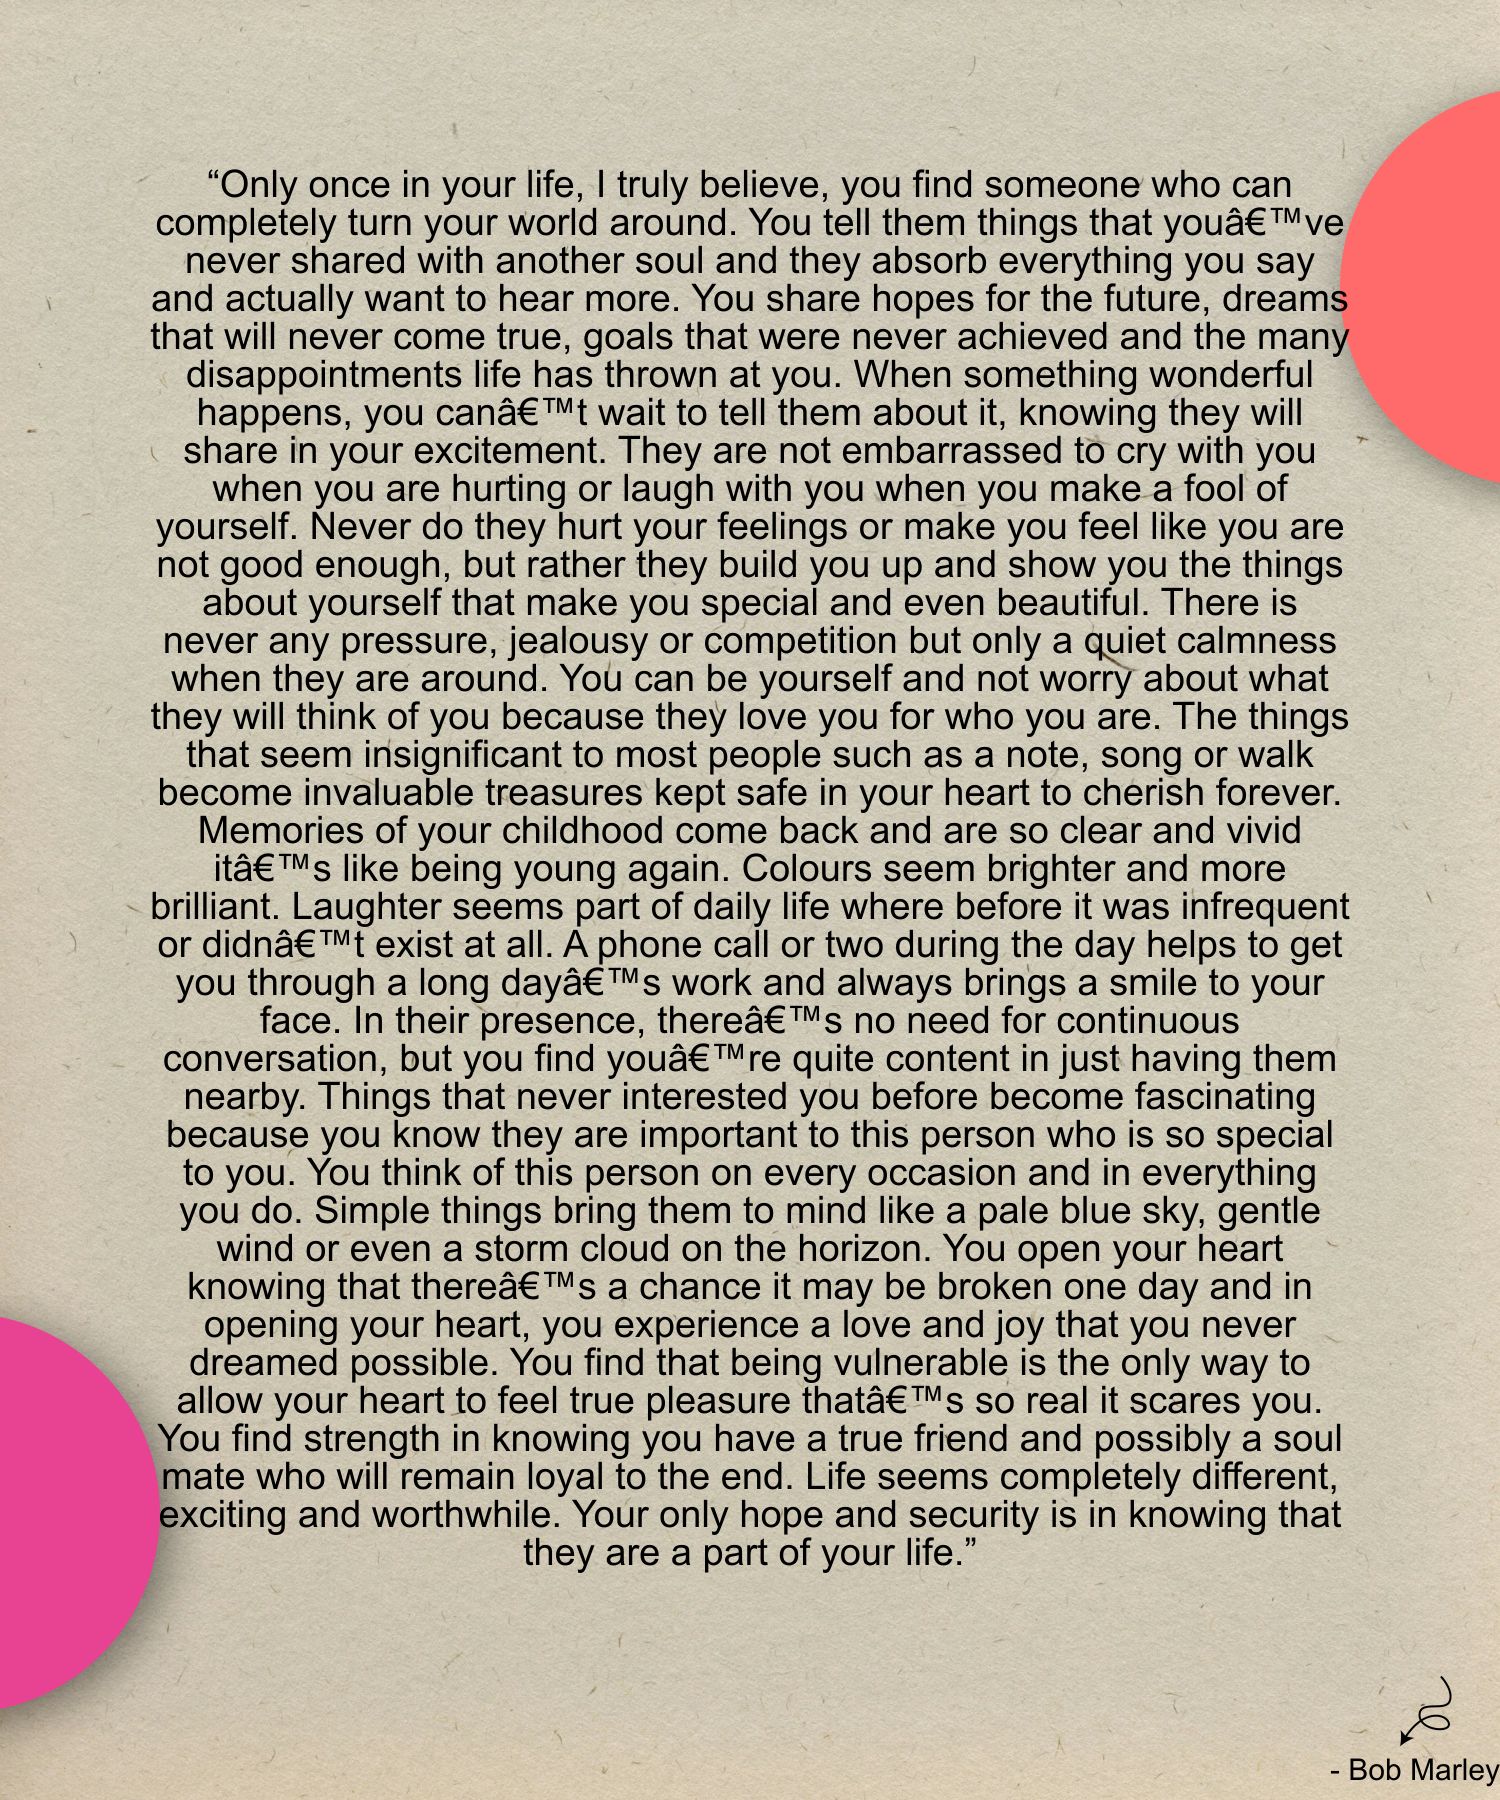 “Only once in your life, I truly believe, you find someone who can
completely turn your world around. You tell them things that youâ€™ve
never shared with another soul and they absorb everything you say
and actually want to hear more. You share hopes for the future, dreams
that will never come true, goals that were never achieved and the many
disappointments life has thrown at you. When something wonderful
happens, you canâ€™t wait to tell them about it, knowing they will
share in your excitement. They are not embarrassed to cry with you
when you are hurting or laugh with you when you make a fool of
yourself. Never do they hurt your feelings or make you feel like you are
not good enough, but rather they build you up and show you the things
about yourself that make you special and even beautiful. There is
never any pressure, jealousy or competition but only a quiet calmness
when they are around. You can be yourself and not worry about what
they will think of you because they love you for who you are. The things
that seem insignificant to most people such as a note, song or walk
become invaluable treasures kept safe in your heart to cherish forever.
Memories of your childhood come back and are so clear and vivid
itâ€™s like being young again. Colours seem brighter and more
brilliant. Laughter seems part of daily life where before it was infrequent
or didnâ€™t exist at all. A phone call or two during the day helps to get
you through a long dayâ€™s work and always brings a smile to your
face. In their presence, thereâ€™s no need for continuous
conversation, but you find youâ€™re quite content in just having them
nearby. Things that never interested you before become fascinating
because you know they are important to this person who is so special
to you. You think of this person on every occasion and in everything
you do. Simple things bring them to mind like a pale blue sky, gentle
wind or even a storm cloud on the horizon. You open your heart
knowing that thereâ€™s a chance it may be broken one day and in
opening your heart, you experience a love and joy that you never
dreamed possible. You find that being vulnerable is the only way to
allow your heart to feel true pleasure thatâ€™s so real it scares you.
You find strength in knowing you have a true friend and possibly a soul
mate who will remain loyal to the end. Life seems completely different,
exciting and worthwhile. Your only hope and security is in knowing that
they are a part of your life.”
- Bob Marley